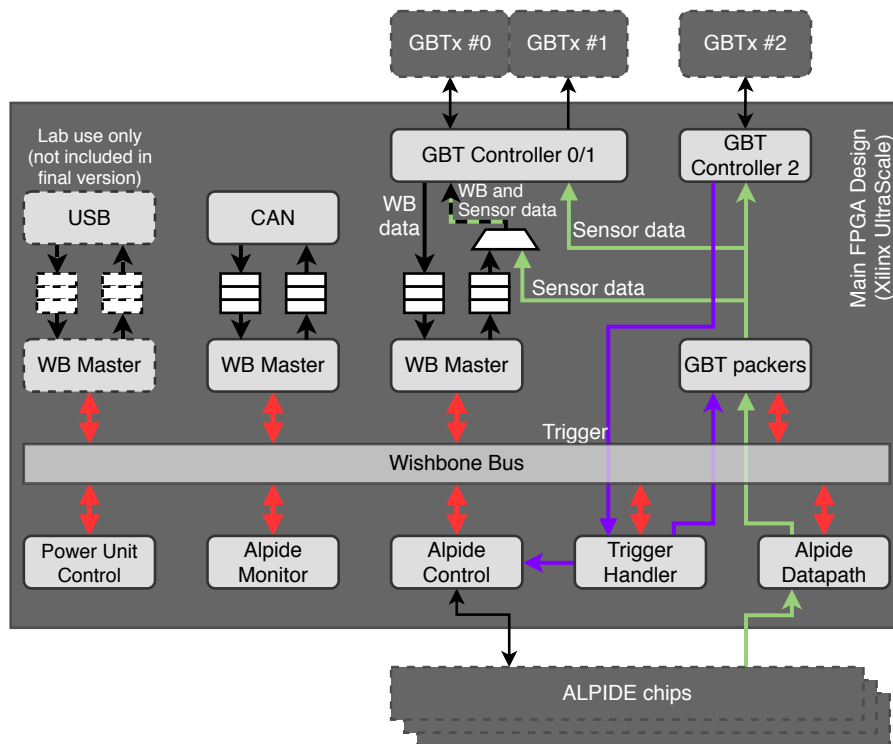 GBTx #0
GBTx #1
GBTx #2
Lab use only
(not included in
final version)
USB
CAN
GBT Controller 0/1
GBT
Controller 2
Main FPGA Design
(Xilinx UltraScale)
WB
data
WB and
Sensor data
Sensor data
Sensor data
WB Master
WB Master
WB Master
GBT packers
Trigger
Wishbone Bus
Power Unit
Control
Alpide
Monitor
Alpide
Control
Trigger
Handler
Alpide
Datapath
ALPIDE chips